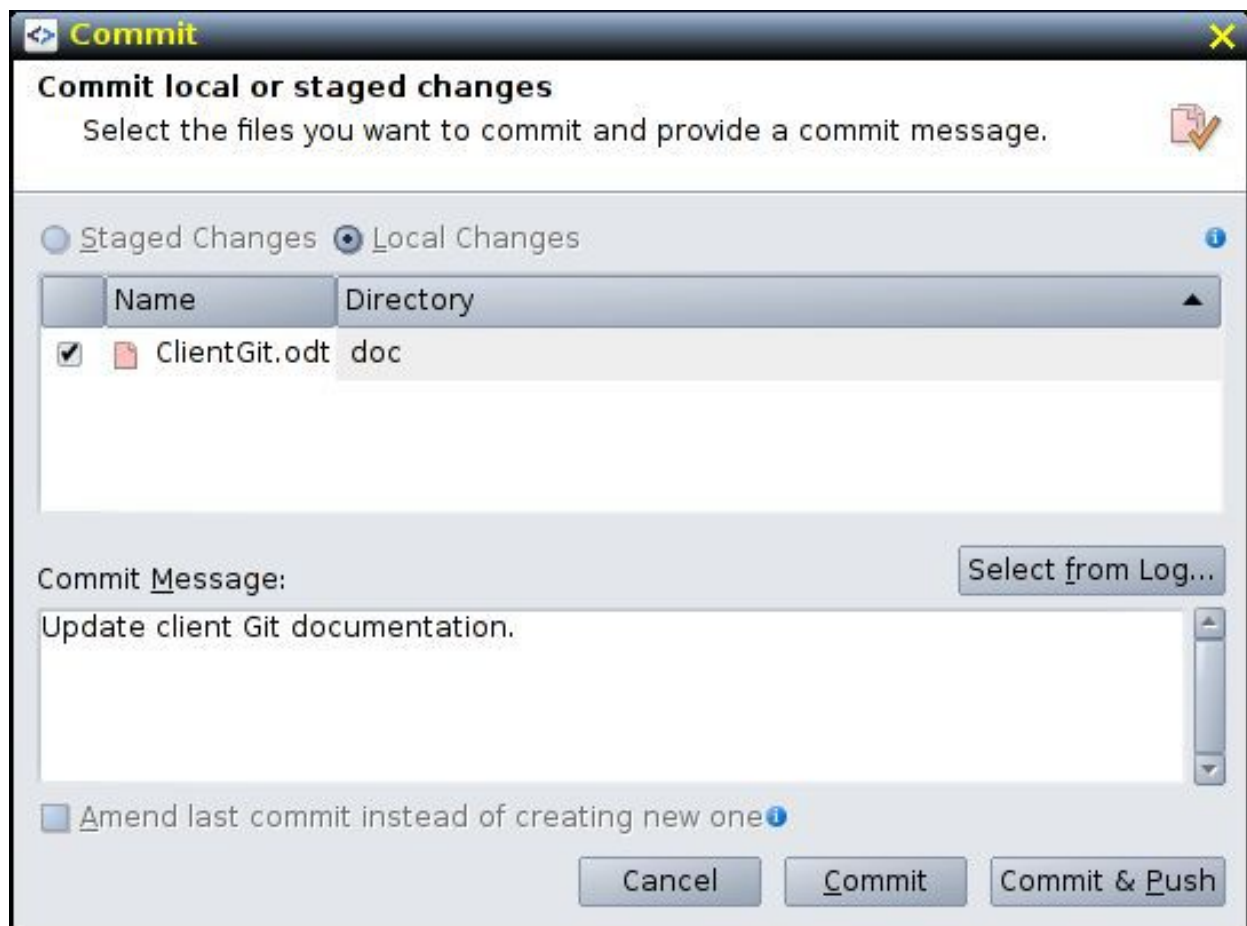 Commit
Commit local or staged changes
Select the files you want to commit and provide a commit message.
Staged Changes Local Changes
Name Directory
ClientGit.odt doc
Select from Log...
Commit Message:
Update client Git documentation.
Amend last commit instead of creating new one
Cancel Commit Commit & Push